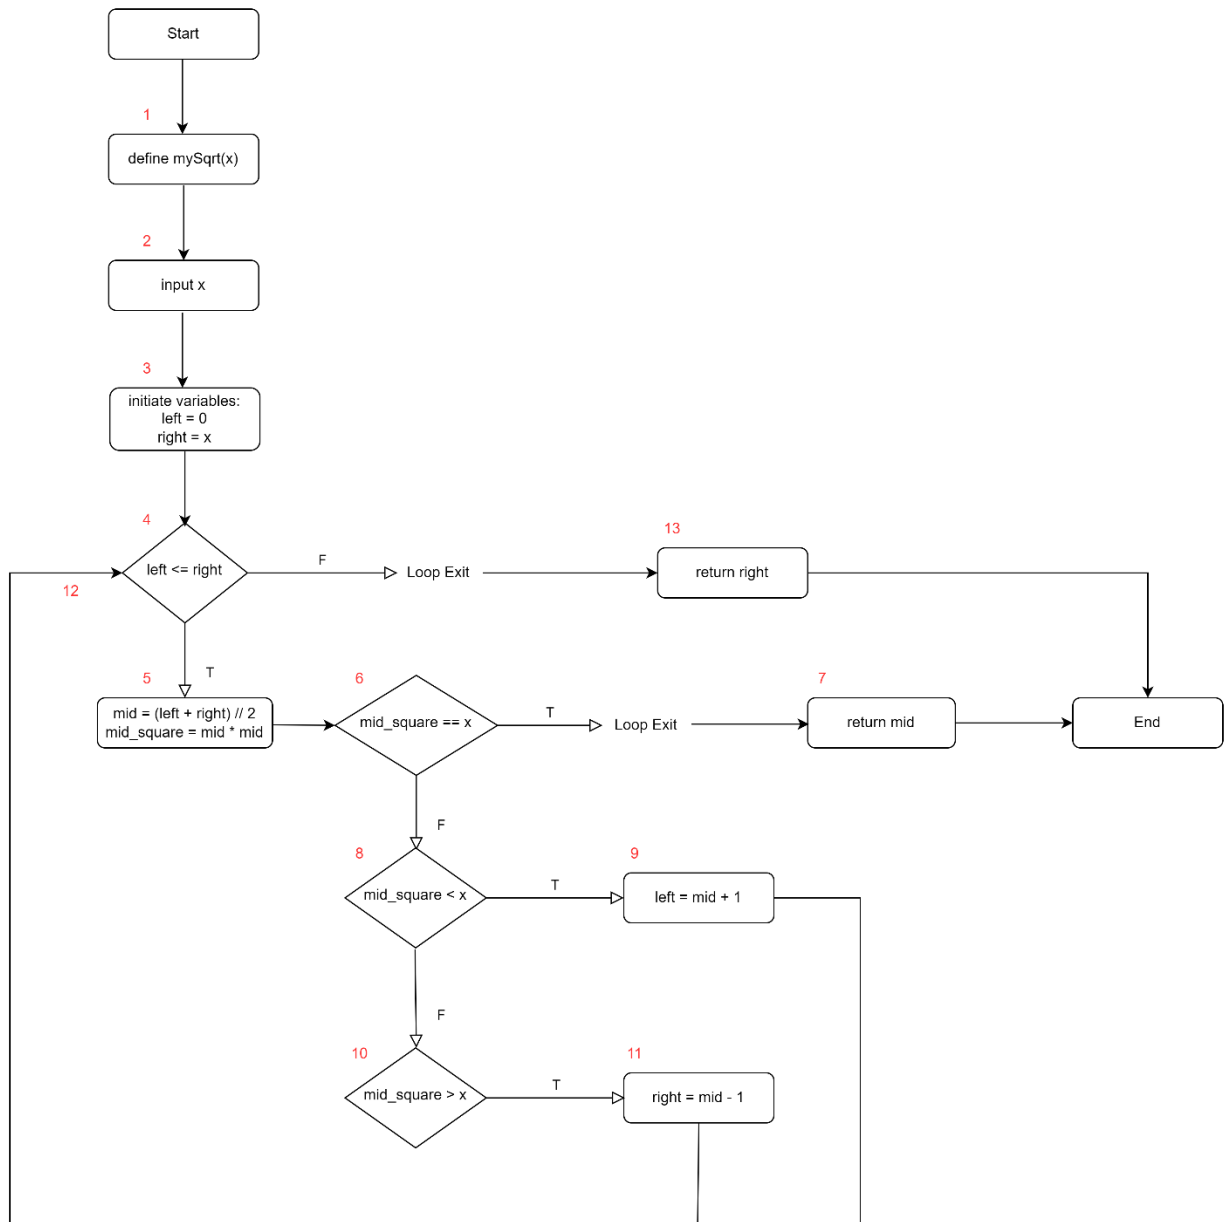 Start
1
define mySqrt(x)
2
input x
3
initiate variables:
left = 0
right = x
4
left <= right
F
Loop Exit
13
return right
12
T
5
mid = (left + right) // 2
mid_square = mid * mid
6
mid_square == x
T
Loop Exit
7
return mid
End
F
8
mid_square < x
T
9
left = mid + 1
F
10
mid_square > x
T
11
right = mid - 1